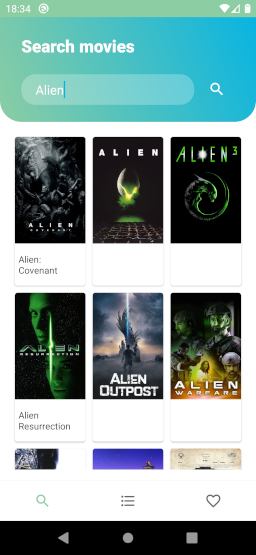 18:34
Search movies
Alien
ALIEN
COVENANT
ALIEN
ALIEN 3
Alien:
Covenant
ALIEN
RESURRECTION
ALIEN
OUTPOST
ALIEN
WARFARE
Alien
Resurrection